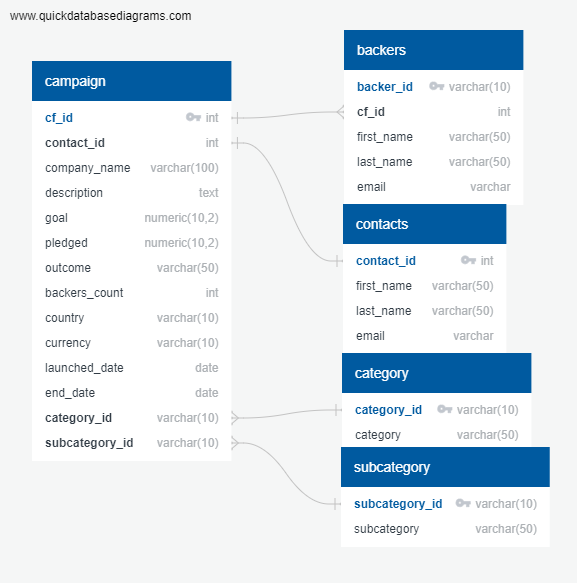 www.quickdatabasediagrams.com
campaign
cf_id int
contact_id int
company_name varchar(100)
description text
goal numeric(10,2)
pledged numeric(10,2)
outcome varchar(50)
backers_count int
country varchar(10)
currency varchar(10)
launched_date date
end_date date
category_id varchar(10)
subcategory_id varchar(10)
backers
backer_id varchar(10)
cf_id int
first_name varchar(50)
last_name varchar(50)
email varchar
contacts
contact_id int
first_name varchar(50)
last_name varchar(50)
email varchar
category
category_id varchar(10)
category varchar(50)
subcategory
subcategory_id varchar(10)
subcategory varchar(50)